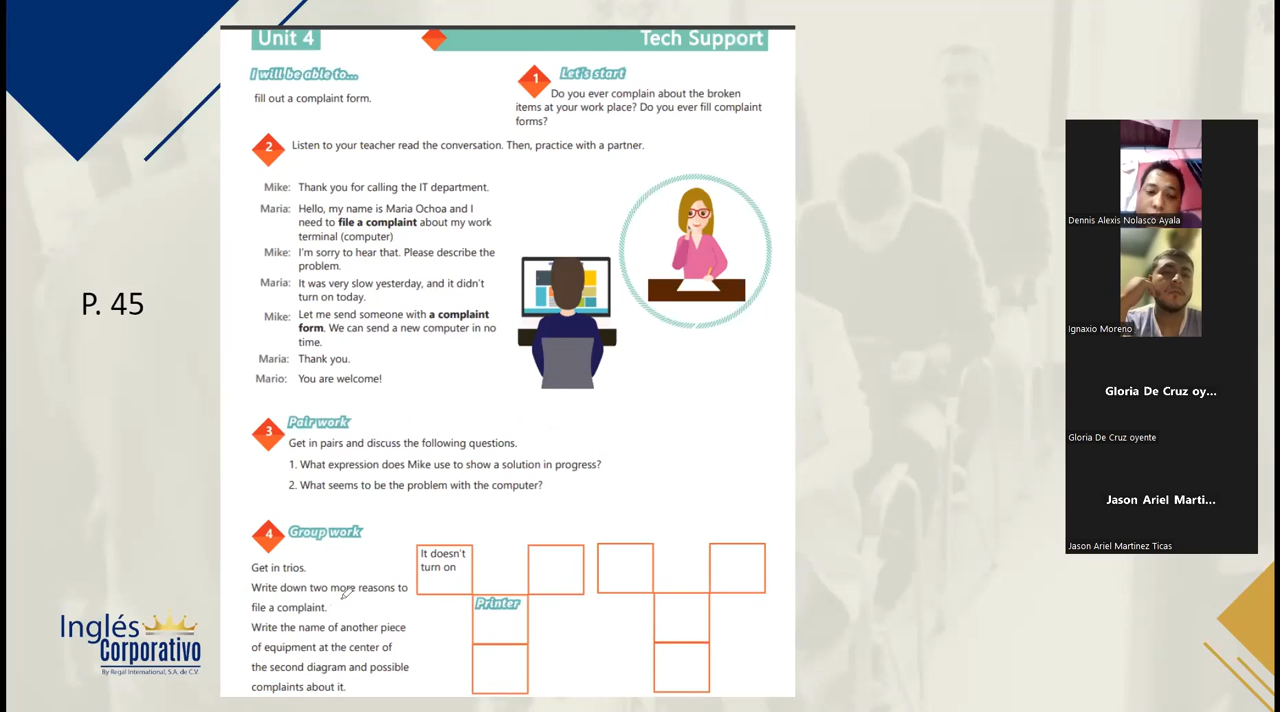 Unit 4
Tech Support
I will be able to...
fill out a complaint form.
1
Let's start
Do you ever complain about the broken
items at your work place? Do you ever fill complaint
forms?
2
Listen to your teacher read the conversation. Then, practice with a partner.
Mike: Thank you for calling the IT department.
Maria: Hello, my name is Maria Ochoa and I
need to file a complaint about my work
terminal (computer)
Mike: I'm sorry to hear that. Please describe the
problem.
Maria: It was very slow yesterday, and it didn't
turn on today.
Mike: Let me send someone with a complaint
form. We can send a new computer in no
time.
Maria: Thank you.
Mario: You are welcome!
P. 45
3
Pair work
Get in pairs and discuss the following questions.
1. What expression does Mike use to show a solution in progress?
2. What seems to be the problem with the computer?
4
Group work
Get in trios.
Write down two more reasons to
file a complaint.
Write the name of another piece
of equipment at the center of
the second diagram and possible
complaints about it.
It doesn't
turn on
Printer
Inglés
Corporativo
By Regal International, S.A. de C.V.
Dennis Alexis Nolasco Ayala
Ignaxio Moreno
Gloria De Cruz oy...
Gloria De Cruz oyente
Jason Ariel Marti...
Jason Ariel Martinez Ticas